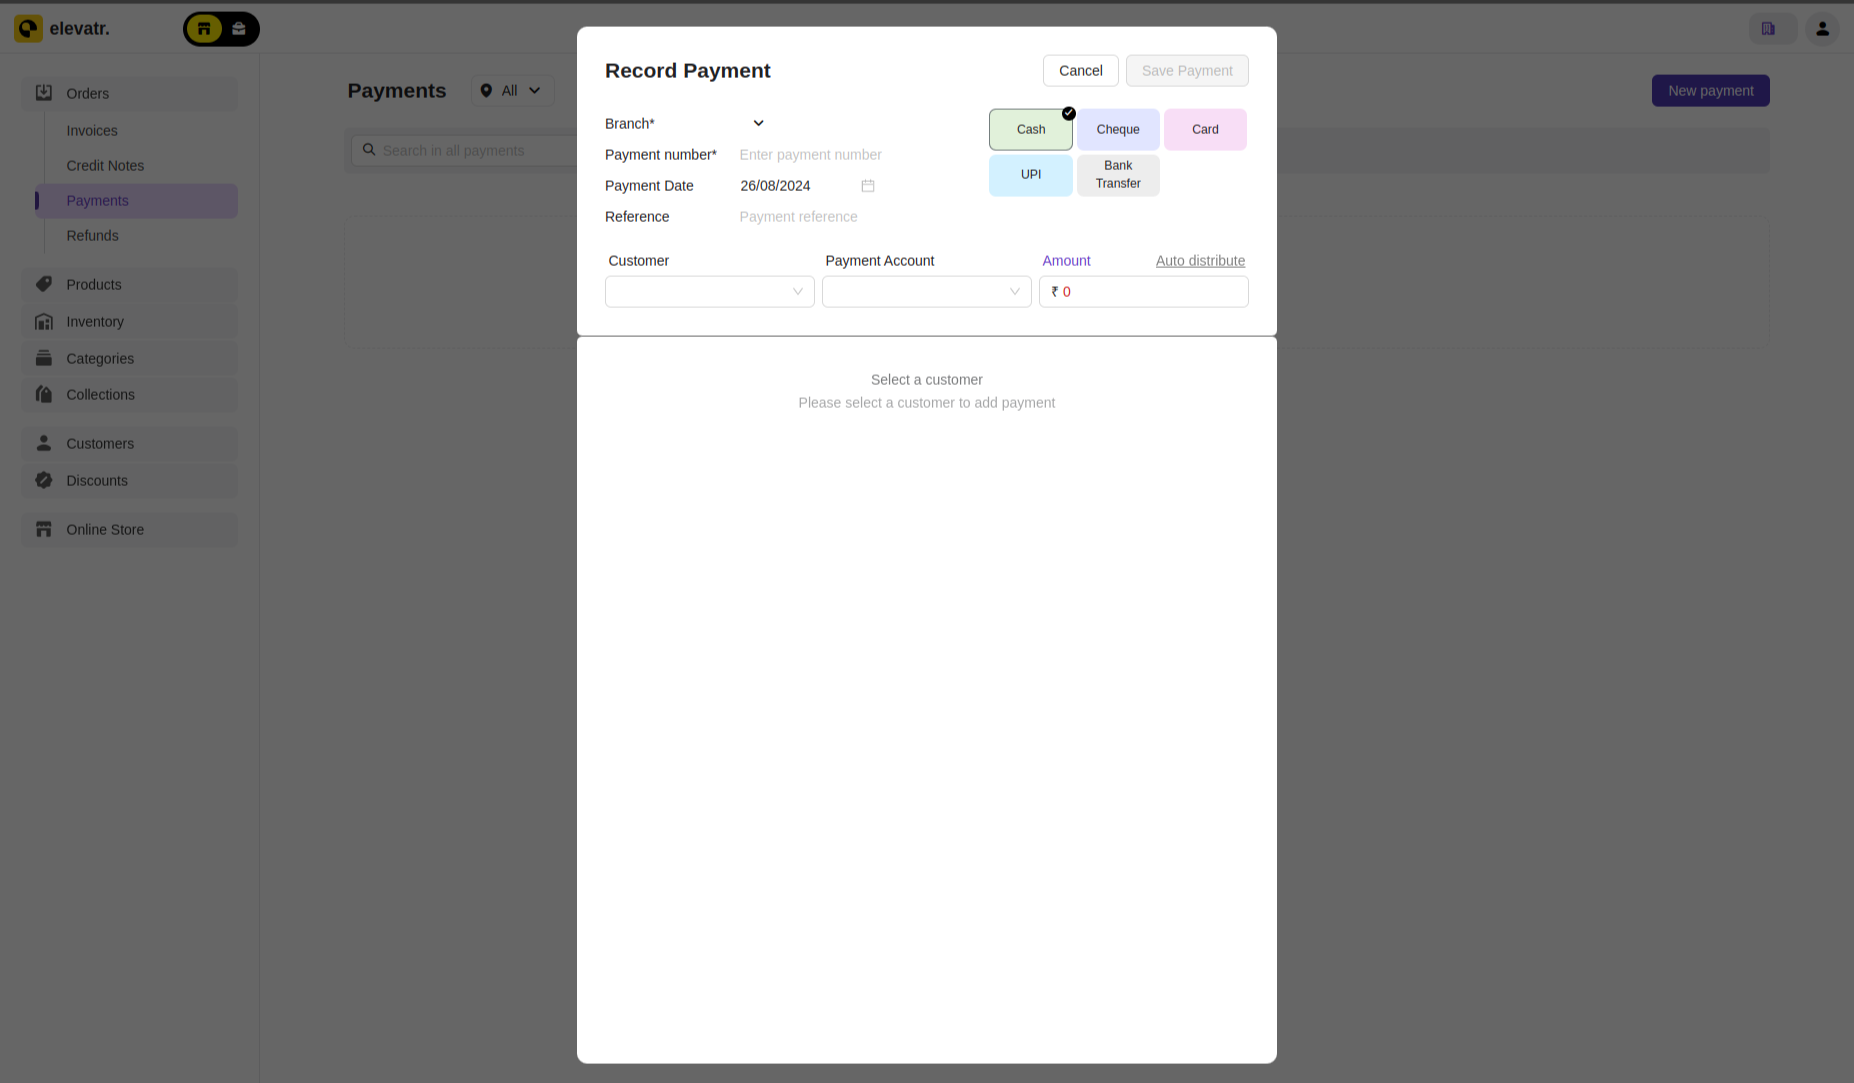 elevatr.
Orders
Invoices
Credit Notes
Payments
Refunds
Products
Inventory
Categories
Collections
Customers
Discounts
Online Store
Payments
All
New payment
Search in all payments
Record Payment
Cancel
Save Payment
Branch*
Payment number*
Enter payment number
Payment Date
26/08/2024
Reference
Payment reference
Cash
Cheque
Card
UPI
Bank
Transfer
Customer
Payment Account
Amount
Auto distribute
₹ 0
Select a customer
Please select a customer to add payment